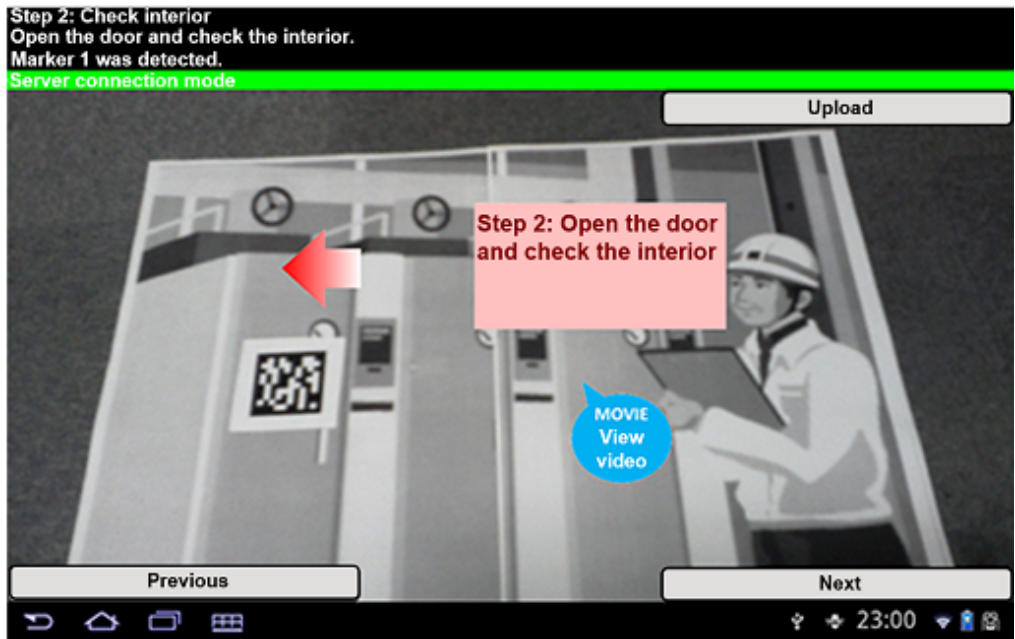 Step 2: Check interior
Open the door and check the interior.
Marker 1 was detected.
Server connection mode
Upload
Step 2: Open the door
and check the interior
MOVIE
View
video
Previous
Next
23:00